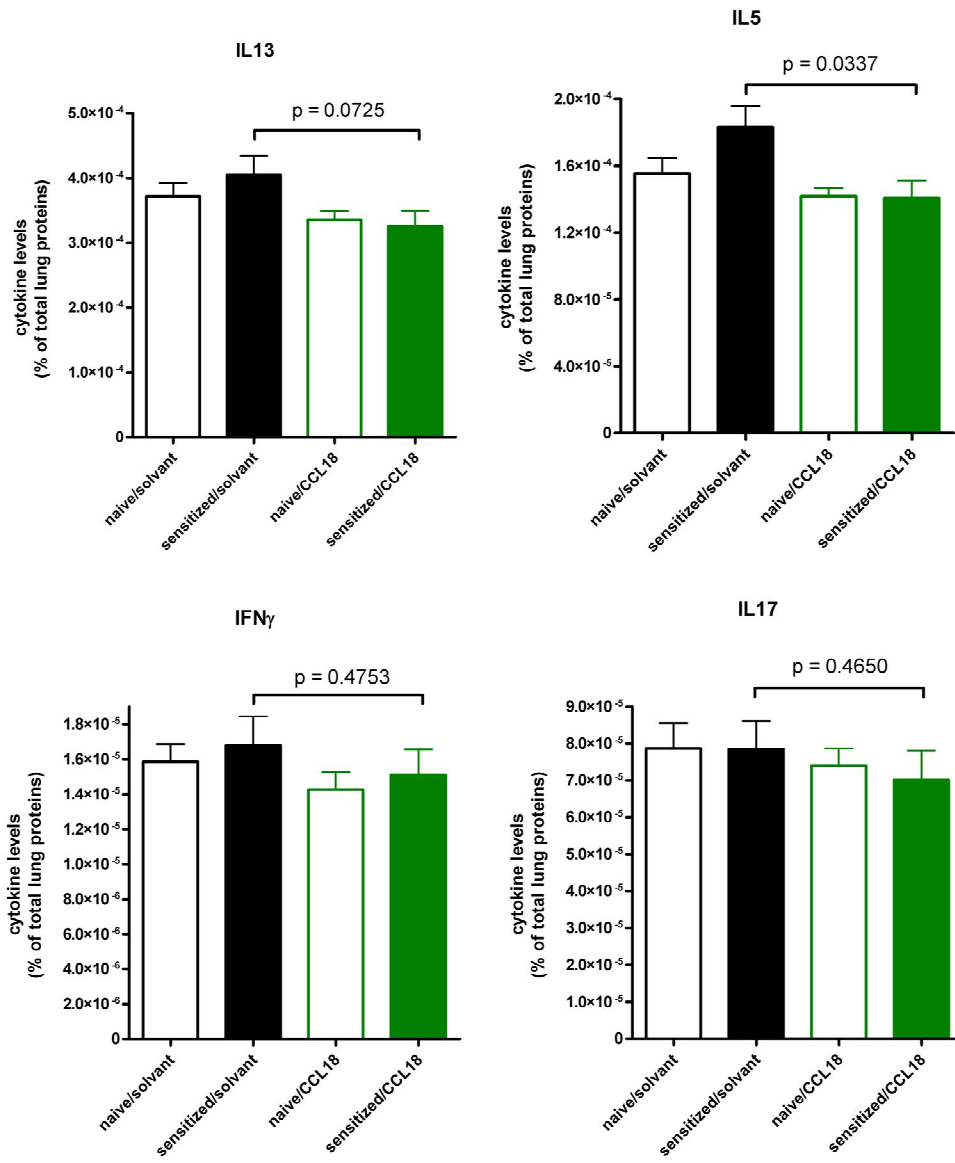 IL13
p = 0.0725
cytokine levels
(% of total lung proteins)
5.0×10⁻⁴
4.0×10⁻⁴
3.0×10⁻⁴
2.0×10⁻⁴
1.0×10⁻⁴
0
naive/solvant
sensitized/solvant
naive/CCL18
sensitized/CCL18
IL5
p = 0.0337
cytokine levels
(% of total lung proteins)
2.0×10⁻⁴
1.6×10⁻⁴
1.2×10⁻⁴
8.0×10⁻⁵
4.0×10⁻⁵
0
naive/solvant
sensitized/solvant
naive/CCL18
sensitized/CCL18
IFNγ
p = 0.4753
cytokine levels
(% of total lung proteins)
1.8×10⁻⁵
1.6×10⁻⁵
1.4×10⁻⁵
1.2×10⁻⁵
1.0×10⁻⁵
8.0×10⁻⁶
6.0×10⁻⁶
4.0×10⁻⁶
2.0×10⁻⁶
0
naive/solvant
sensitized/solvant
naive/CCL18
sensitized/CCL18
IL17
p = 0.4650
cytokine levels
(% of total lung proteins)
9.0×10⁻⁵
8.0×10⁻⁵
7.0×10⁻⁵
6.0×10⁻⁵
5.0×10⁻⁵
4.0×10⁻⁵
3.0×10⁻⁵
2.0×10⁻⁵
1.0×10⁻⁵
0
naive/solvant
sensitized/solvant
naive/CCL18
sensitized/CCL18